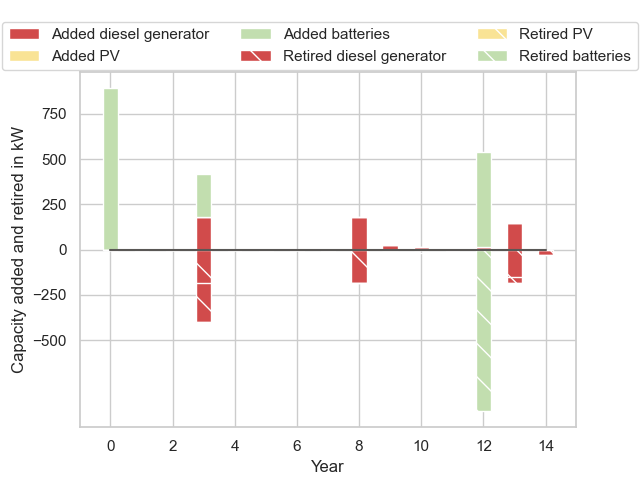 Added diesel generator Added batteries Retired PV
Added PV Retired diesel generator Retired batteries
Capacity added and retired in kW
750
500
250
0
−250
−500
0 2 4 6 8 10 12 14
Year